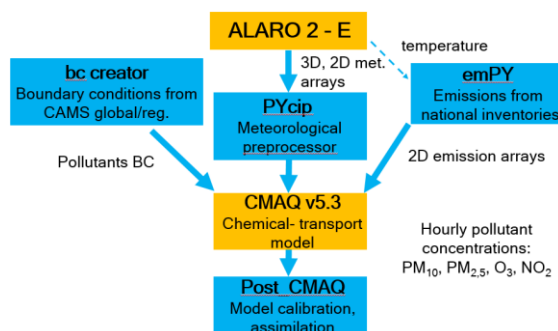 ALARO 2 - E
temperature
bc creator
Boundary conditions from
CAMS global/reg.
3D, 2D met.
arrays
emPY
Emissions from
national inventories
PYcip
Meteorological
preprocessor
Pollutants BC
2D emission arrays
CMAQ v5.3
Chemical- transport
model
Hourly pollutant
concentrations:
PM₁₀, PM₂,₅, O₃, NO₂
Post_CMAQ
Model calibration,
assimilation